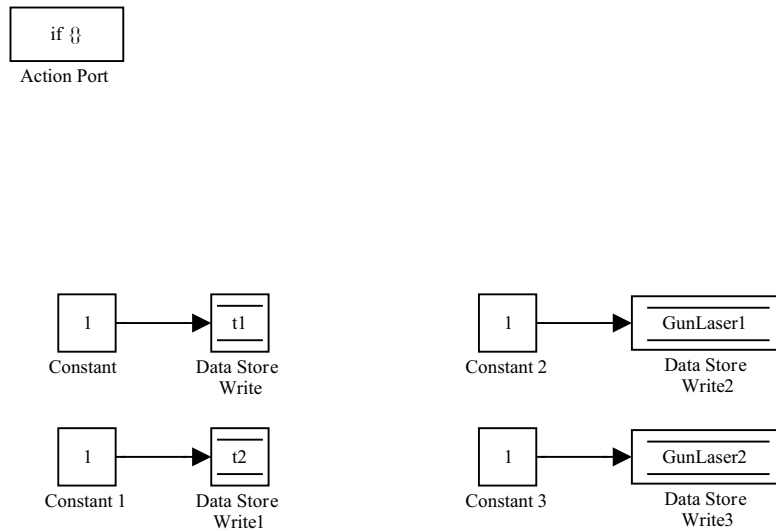 if {}
Action Port
1
t1
1
GunLaser1
Constant
Data Store
Write
Constant 2
Data Store
Write2
1
t2
1
GunLaser2
Constant 1
Data Store
Write1
Constant 3
Data Store
Write3